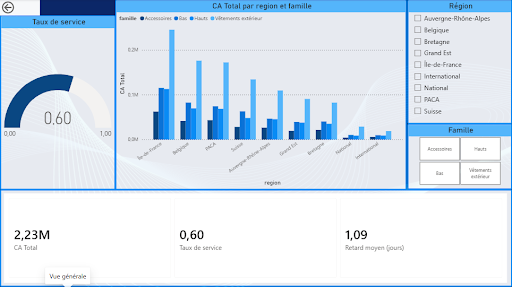 Taux de service
0,60
0,00
1,00
CA Total par region et famille
famille Accessoires Bas Hauts Vêtements extérieur
CA Total
0.2M
0.1M
0.0M
Île-de-France
Belgique
PACA
Suisse
Auvergne-Rhône-Alpes
Grand Est
Bretagne
National
International
region
Région
Auvergne-Rhône-Alpes
Belgique
Bretagne
Grand Est
Île-de-France
International
National
PACA
Suisse
Famille
Accessoires
Hauts
Bas
Vêtements
extérieur
2,23M
CA Total
0,60
Taux de service
1,09
Retard moyen (jours)
Vue générale